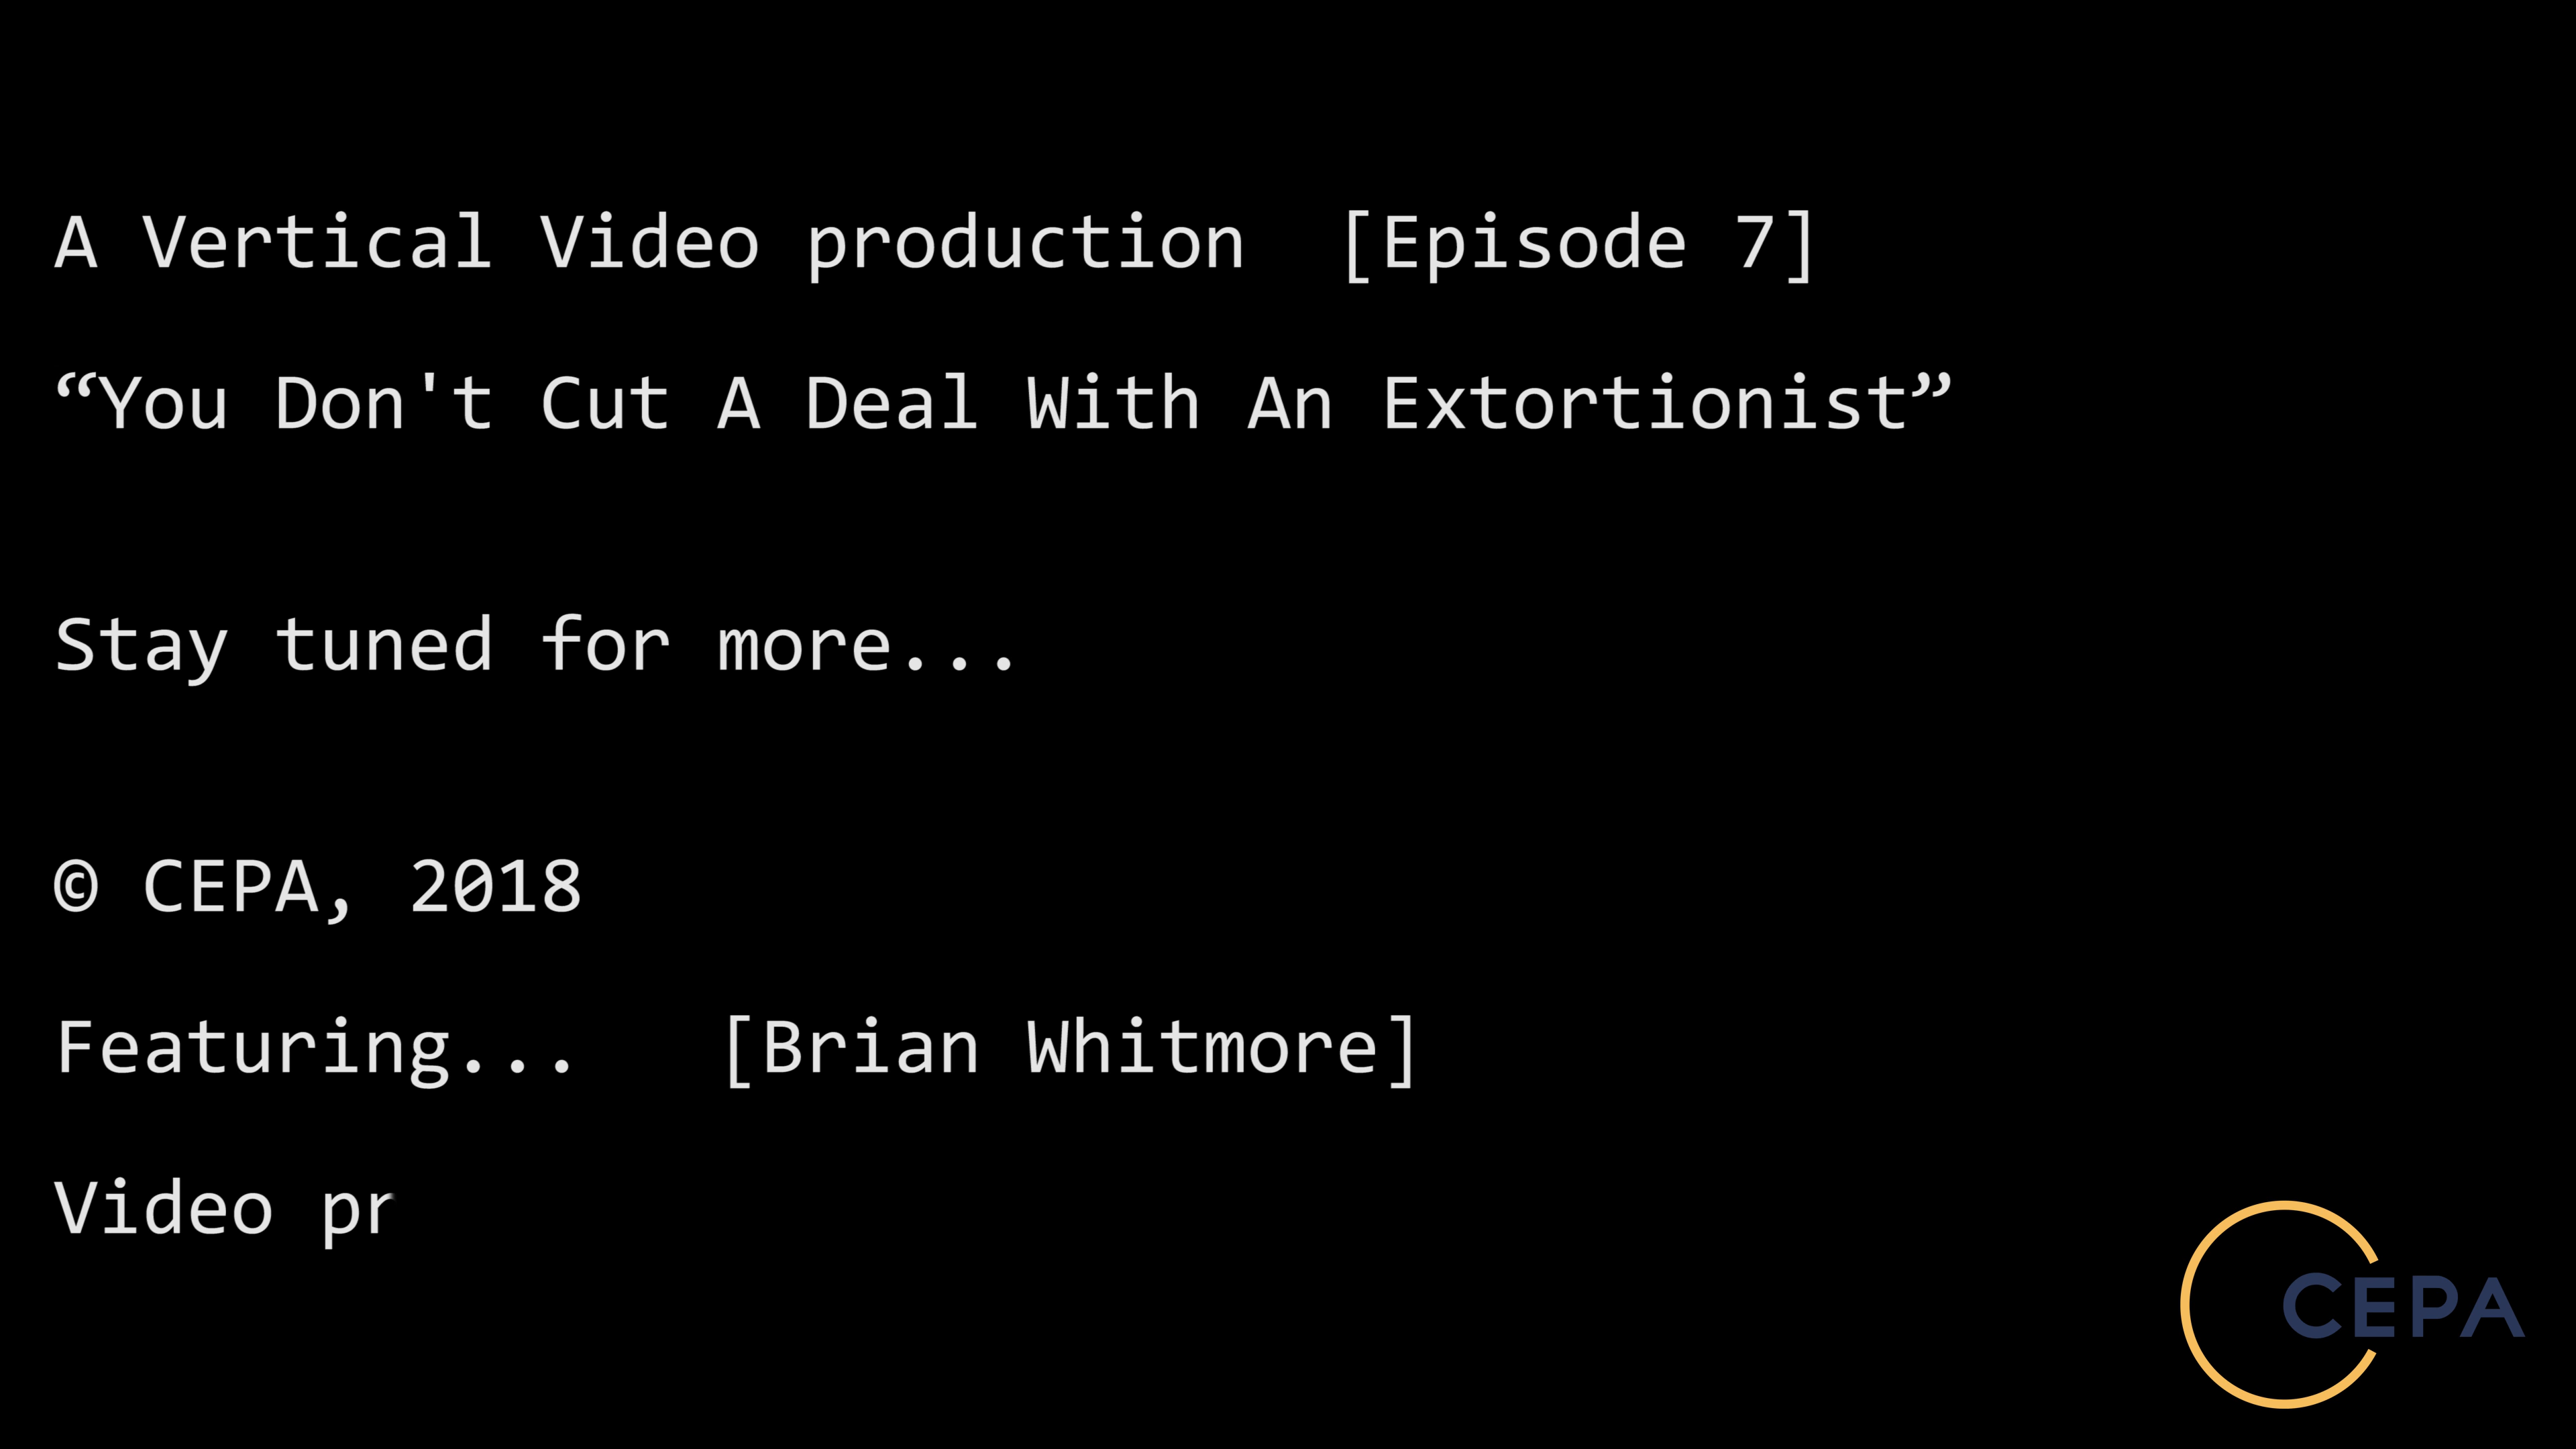 A Vertical Video production [Episode 7]
“You Don't Cut A Deal With An Extortionist”
Stay tuned for more...
© CEPA, 2018
Featuring... [Brian Whitmore]
Video pr
CEPA